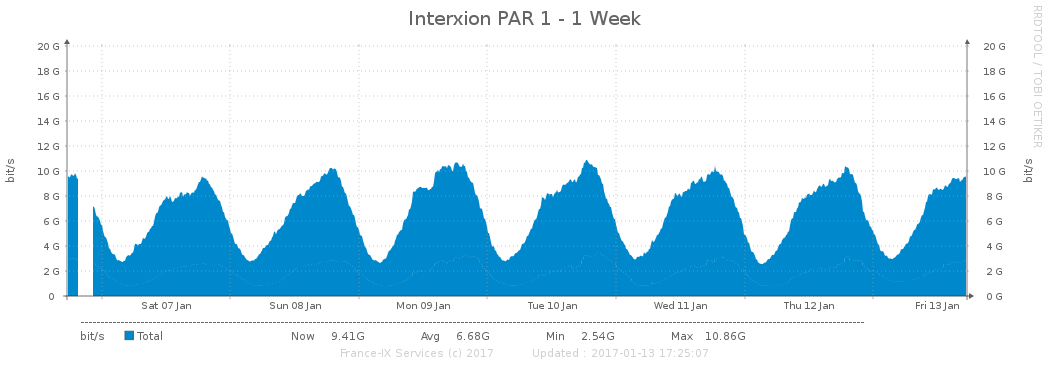 Interxion PAR 1 - 1 Week
RRDTOOL / TOBI OETIKER
20 G 20 G
18 G 18 G
16 G 16 G
14 G 14 G
12 G 12 G
10 G 10 G
8 G 8 G
6 G 6 G
4 G 4 G
2 G 2 G
0 0 G
bit/s
bit/s
Sat 07 Jan Sun 08 Jan Mon 09 Jan Tue 10 Jan Wed 11 Jan Thu 12 Jan Fri 13 Jan
bit/s Total Now 9.41G Avg 6.68G Min 2.54G Max 10.86G
France-IX Services (c) 2017 Updated : 2017-01-13 17:25:07